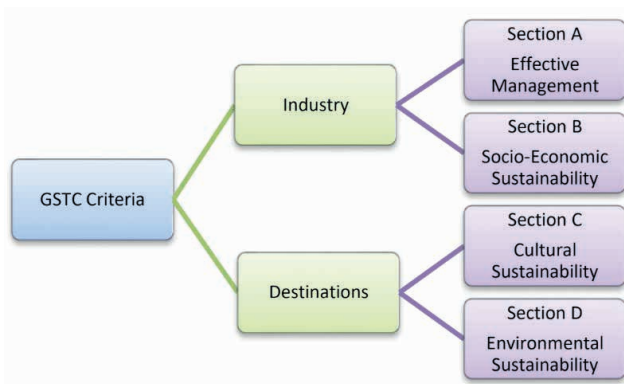 GSTC Criteria
Industry
Destinations
Section A
Effective
Management
Section B
Socio-Economic
Sustainability
Section C
Cultural
Sustainability
Section D
Environmental
Sustainability